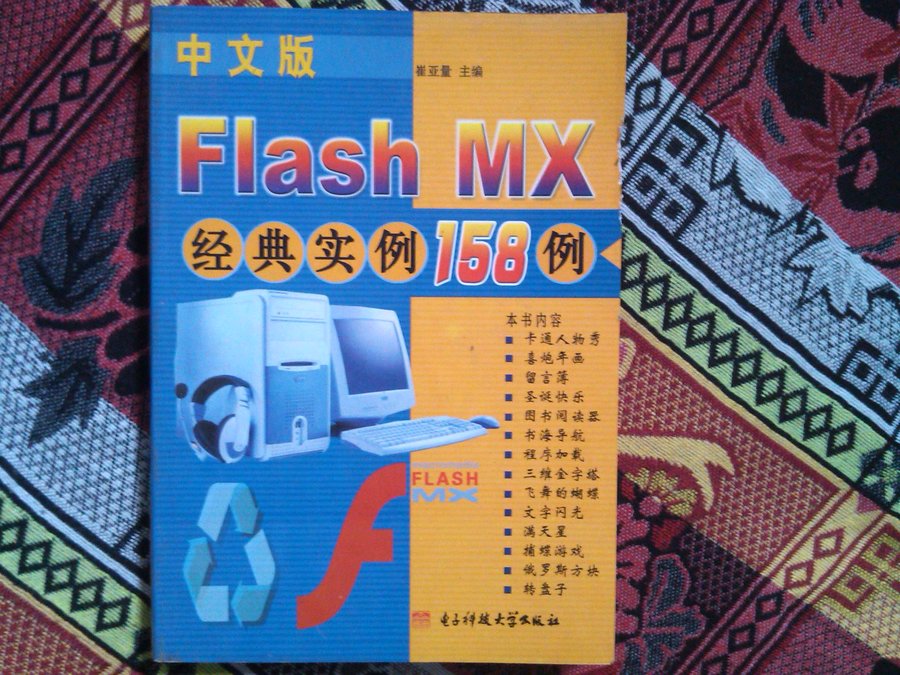 中文版
崔亚量 主编
Flash MX
经典实例158例
本书内容
卡通人物秀
喜炮年画
留言簿
圣诞快乐
图书阅读器
书海导航
程序加载
三维金字塔
飞舞的蝴蝶
文字闪光
满天星
捕蝶游戏
俄罗斯方块
转盘子
macromedia
FLASH
MX
电子科技大学出版社